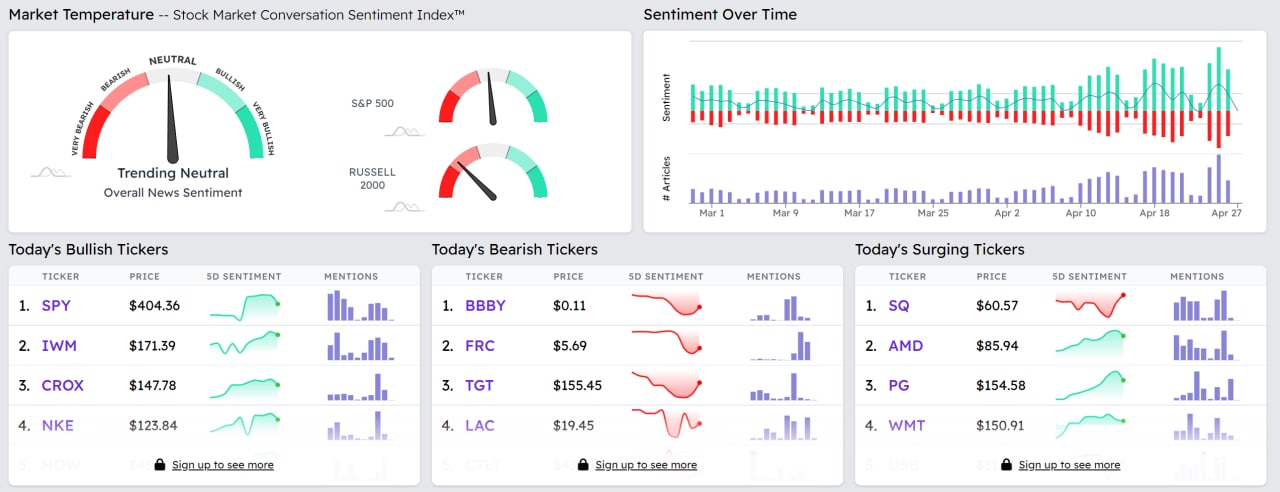 Market Temperature -- Stock Market Conversation Sentiment Index™
VERY BEARISH
BEARISH
NEUTRAL
BULLISH
VERY BULLISH
Trending Neutral
Overall News Sentiment
S&P 500
RUSSELL
2000
Sentiment Over Time
Sentiment
# Articles
Mar 1 Mar 9 Mar 17 Mar 25 Apr 2 Apr 10 Apr 18 Apr 27
Today's Bullish Tickers
TICKER PRICE 5D SENTIMENT MENTIONS
1. SPY $404.36
2. IWM $171.39
3. CROX $147.78
4. NKE $123.84
5. NOW
Sign up to see more
Today's Bearish Tickers
TICKER PRICE 5D SENTIMENT MENTIONS
1. BBBY $0.11
2. FRC $5.69
3. TGT $155.45
4. LAC $19.45
5. CTLT
Sign up to see more
Today's Surging Tickers
TICKER PRICE 5D SENTIMENT MENTIONS
1. SQ $60.57
2. AMD $85.94
3. PG $154.58
4. WMT $150.91
5. USB
Sign up to see more